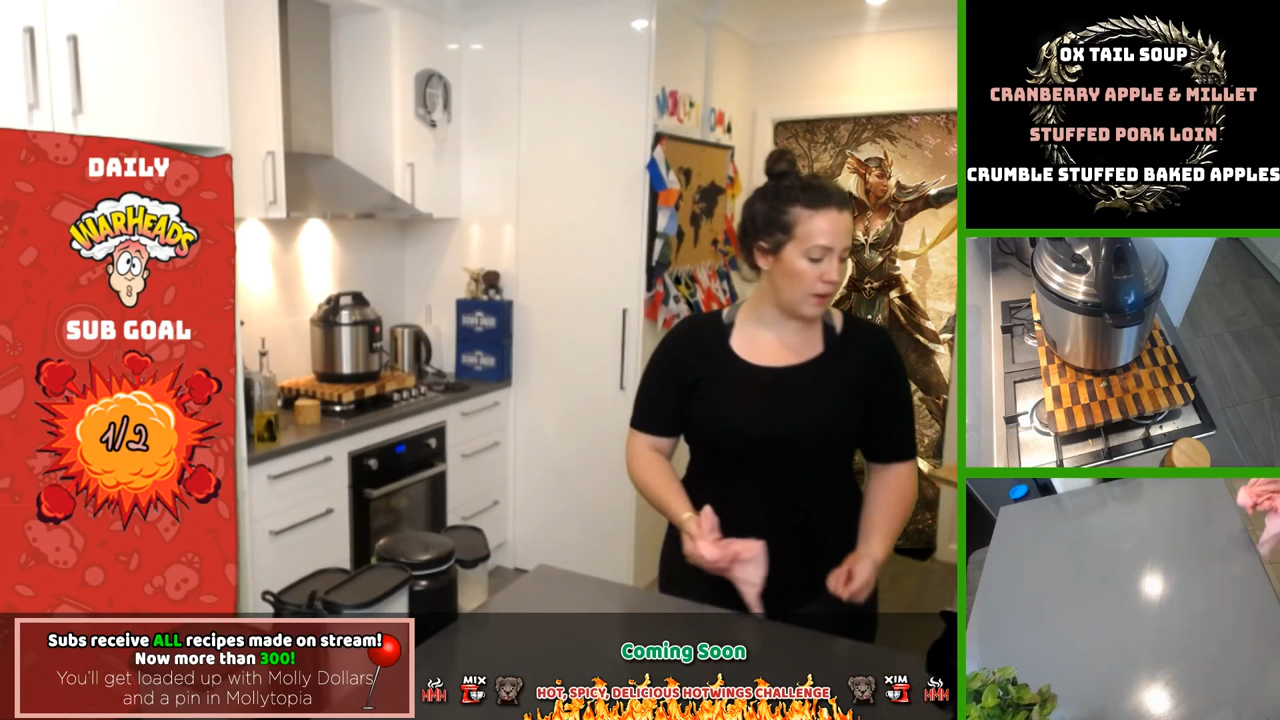 DAILY
WARHEADS
SUB GOAL
1/2
MOLLYTOPIA
OX TAIL SOUP
CRANBERRY APPLE & MILLET
STUFFED PORK LOIN
CRUMBLE STUFFED BAKED APPLES
Subs receive ALL recipes made on stream!
Now more than 300!
You'll get loaded up with Molly Dollars
and a pin in Mollytopia
Coming Soon
MIX
XIM
HOT, SPICY, DELICIOUS HOTWINGS CHALLENGE